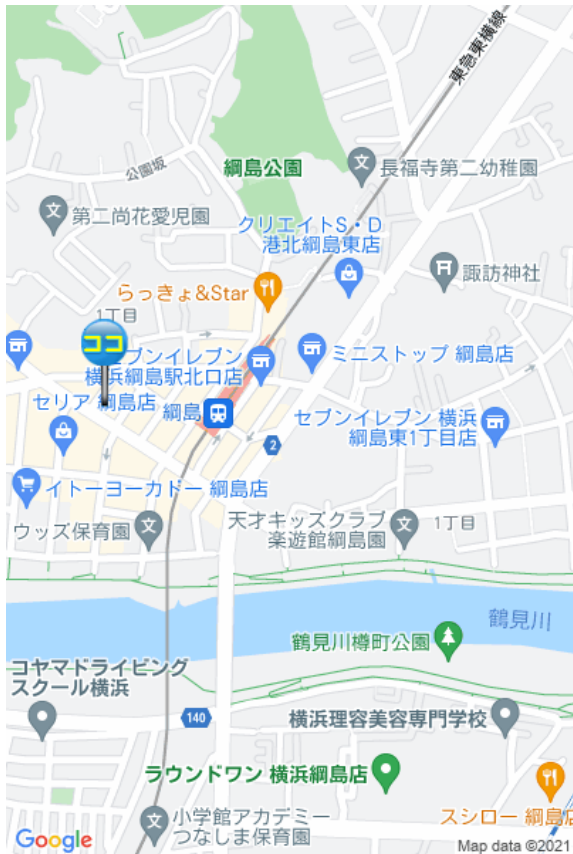 東急東横線
公園坂
綱島公園
長福寺第二幼稚園
第二尚花愛児園
クリエイトS・D
港北綱島東店
諏訪神社
らっきょ&Star
1丁目
ココ
セブンイレブン
横浜綱島駅北口店
ミニストップ 綱島店
セリア 綱島店
綱島
セブンイレブン 横浜
綱島東1丁目店
2
イトーヨーカドー 綱島店
ウッズ保育園
天才キッズクラブ
楽遊館綱島園
1丁目
鶴見川
鶴見川樽町公園
コヤマドライビング
スクール横浜
140
横浜理容美容専門学校
ラウンドワン 横浜綱島店
小学館アカデミー
つなしま保育園
スシロー 綱島店
Google
Map data ©2021